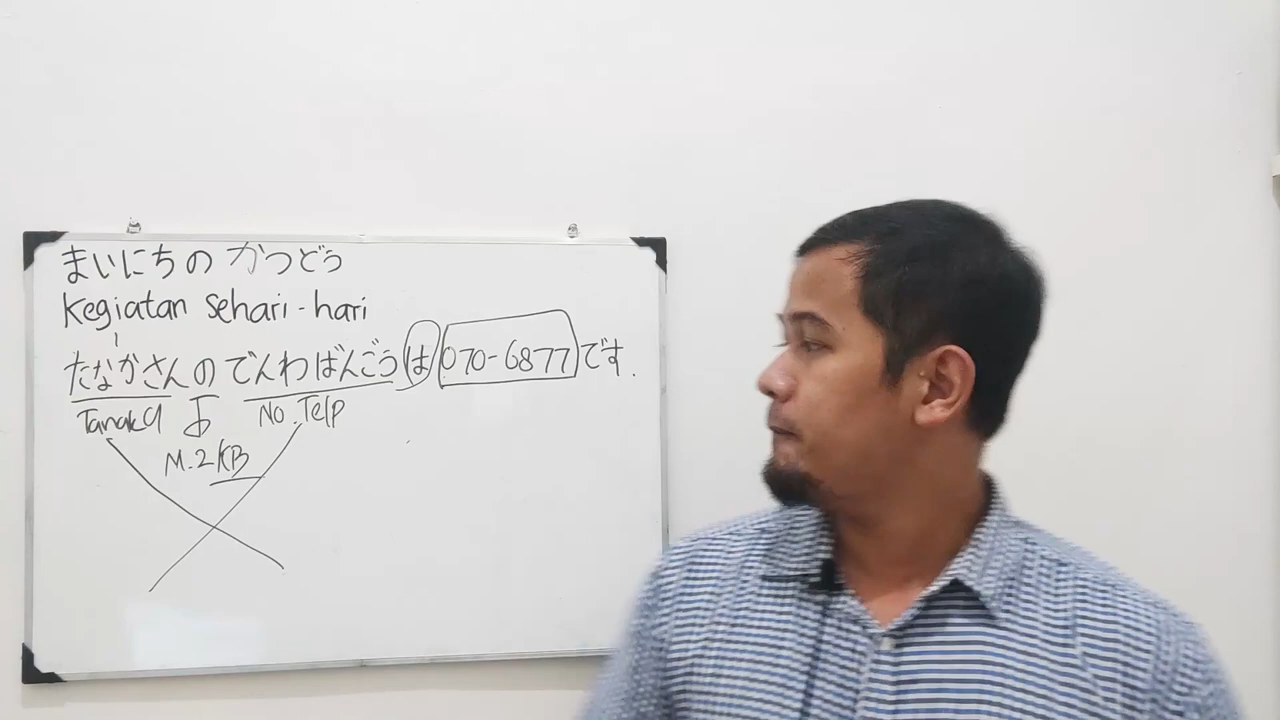 まいにちの かつどう
Kegiatan sehari-hari
たなかさんの でんわばんごう は 070-6877 です.
Tanaka No. Telp
M.2 KB